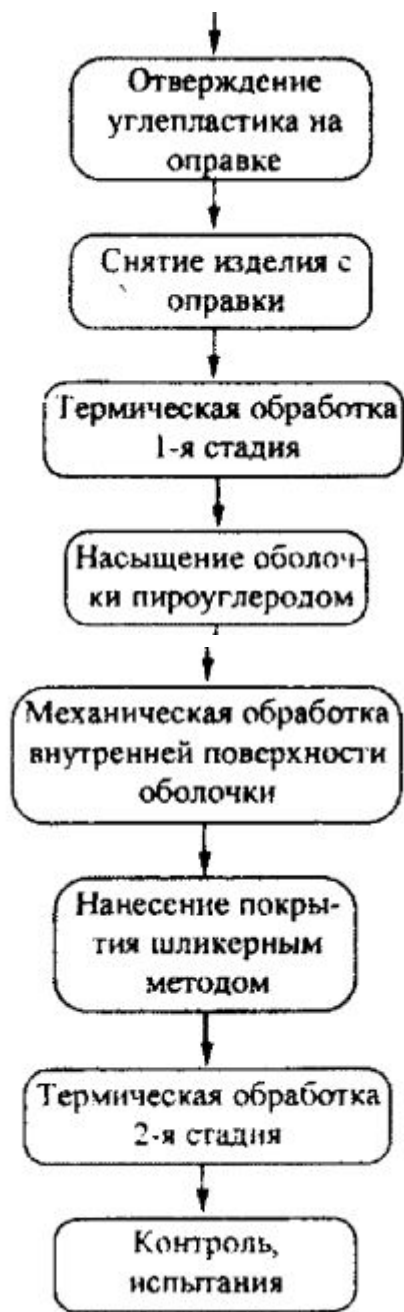 Отверждение
углепластика на
оправке
Снятие изделия с
оправки
Термическая обработка
1-я стадия
Насыщение оболоч-
ки пироуглеродом
Механическая обработка
внутренней поверхности
оболочки
Нанесение покры-
тия шликерным
методом
Термическая обработка
2-я стадия
Контроль,
испытания